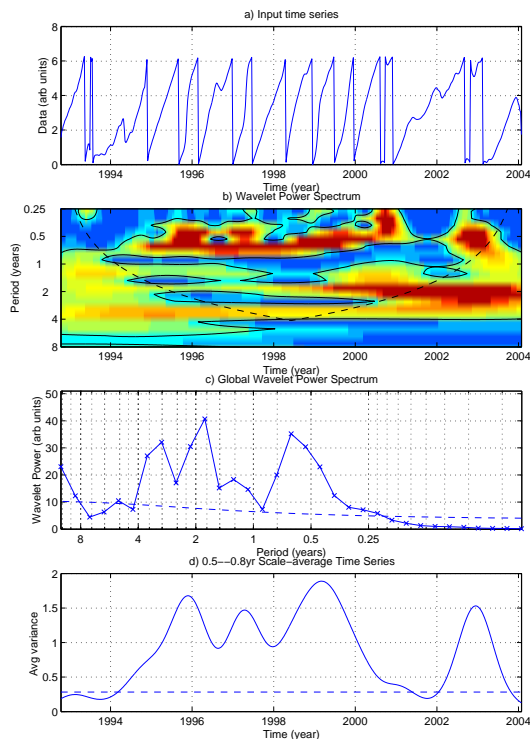 a) Input time series
8
6
4
2
0
Data (arb units)
1994 1996 1998 2000 2002 2004
Time (year)
b) Wavelet Power Spectrum
0.25
0.5
1
2
4
8
Period (years)
1994 1996 1998 2000 2002 2004
Time (year)
c) Global Wavelet Power Spectrum
50
40
30
20
10
0
Wavelet Power (arb units)
8 4 2 1 0.5 0.25
Period (years)
d) 0.5--0.8yr Scale-average Time Series
2
1.5
1
0.5
0
Avg variance
1994 1996 1998 2000 2002 2004
Time (year)